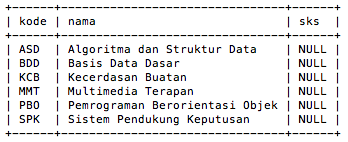 +------+------------------------------+------+
| kode | nama                         | sks  |
+------+------------------------------+------+
| ASD  | Algoritma dan Struktur Data  | NULL |
| BDD  | Basis Data Dasar             | NULL |
| KCB  | Kecerdasan Buatan            | NULL |
| MMT  | Multimedia Terapan           | NULL |
| PBO  | Pemrograman Berorientasi Objek | NULL |
| SPK  | Sistem Pendukung Keputusan   | NULL |
+------+------------------------------+------+